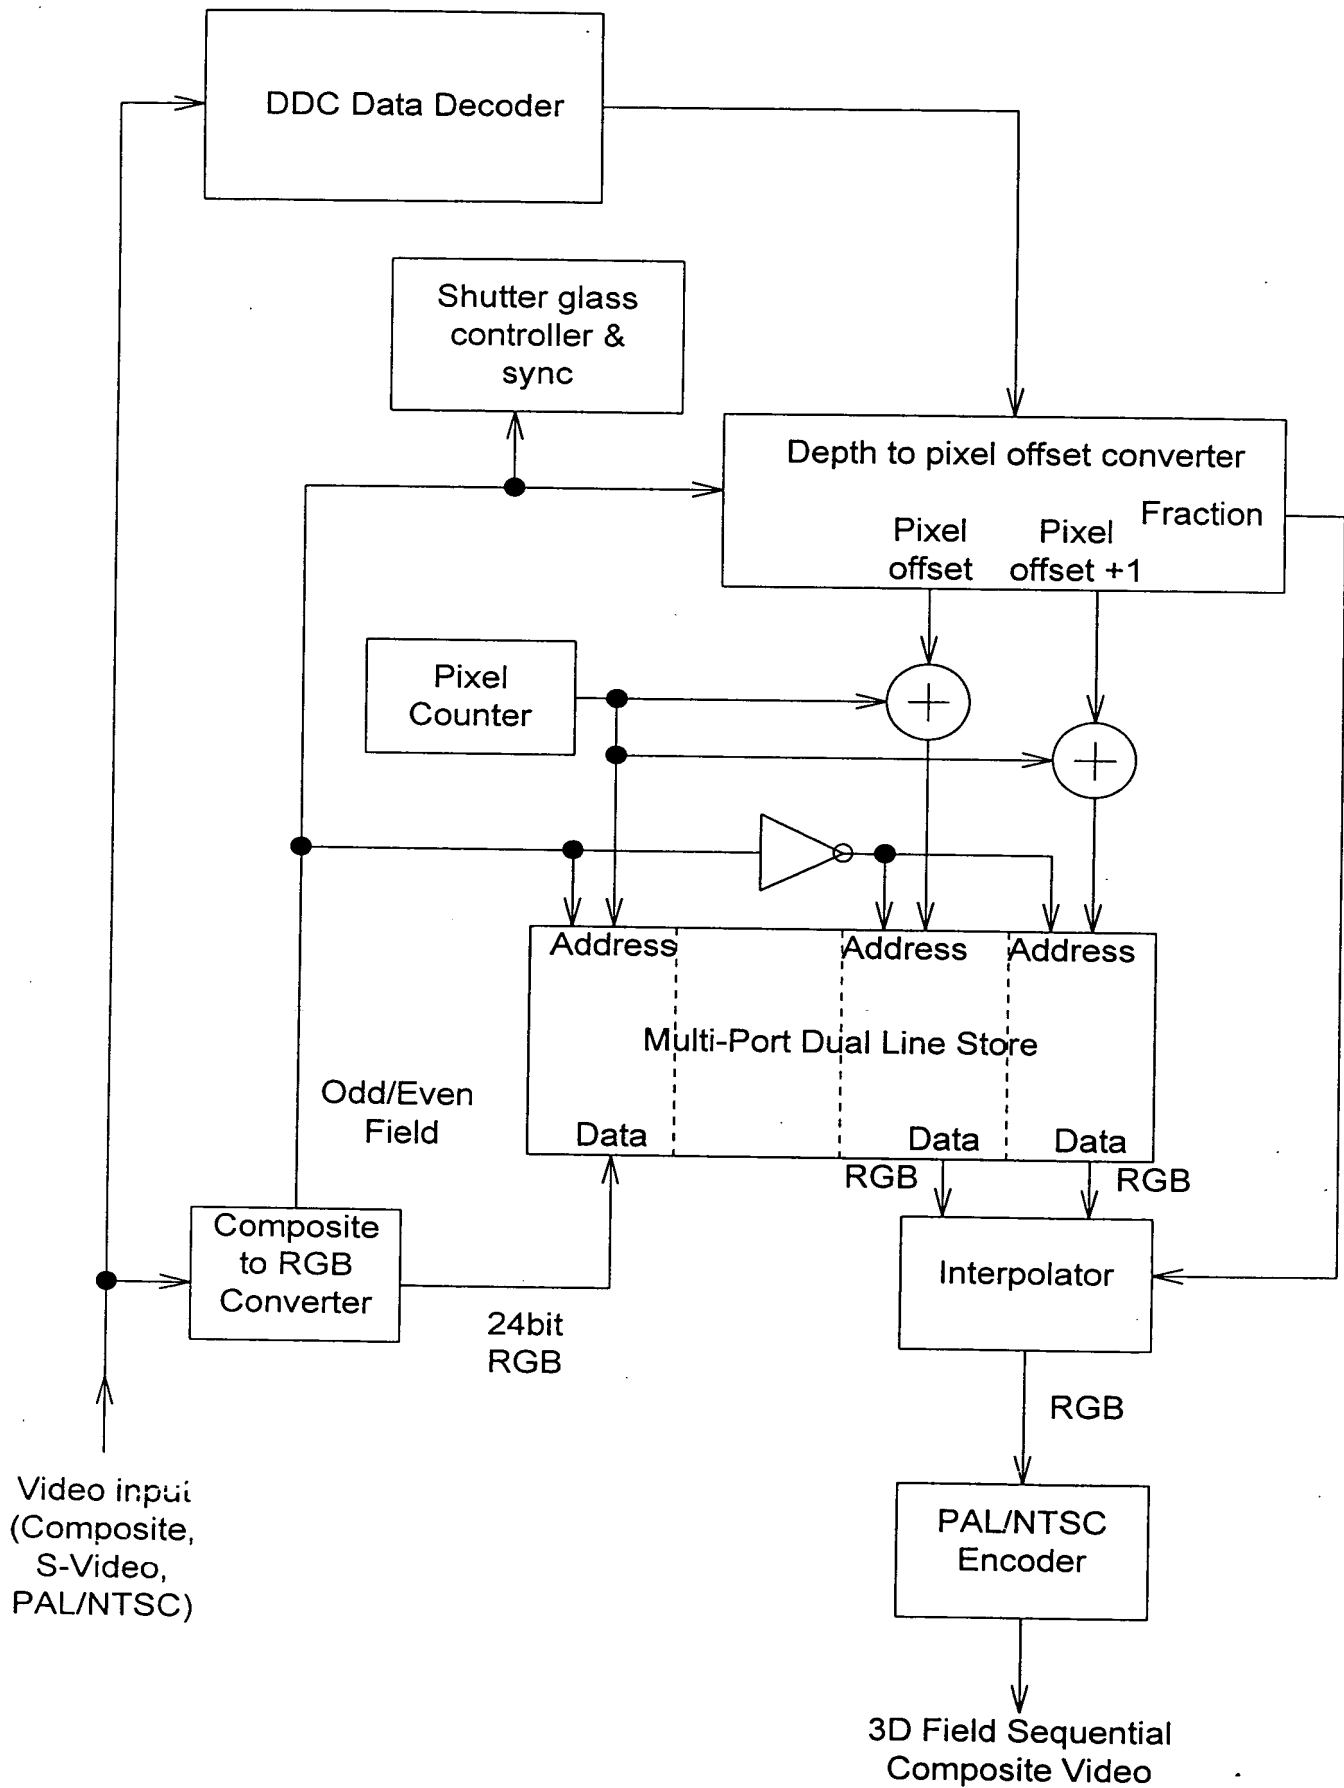 DDC Data Decoder
Shutter glass
controller &
sync
Depth to pixel offset converter
Fraction
Pixel
offset
Pixel
offset +1
Pixel
Counter
Address
Address
Address
Multi-Port Dual Line Store
Odd/Even
Field
Data
Data
Data
RGB
RGB
Composite
to RGB
Converter
Interpolator
24bit
RGB
RGB
Video input
(Composite,
S-Video,
PAL/NTSC)
PAL/NTSC
Encoder
3D Field Sequential
Composite Video